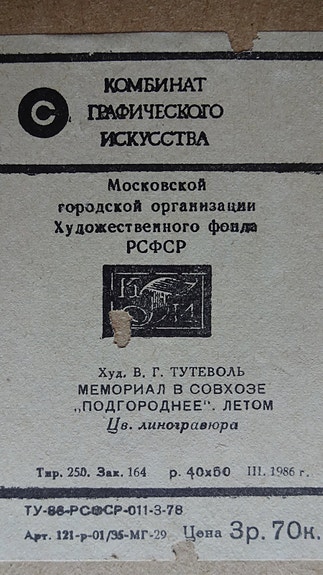 С
КОМБИНАТ
ГРАФИЧЕСКОГО
ИСКУССТВА
Московской
городской организации
Художественного фонда
РСФСР
Худ. В. Г. ТУТЕВОЛЬ
МЕМОРИАЛ В СОВХОЗЕ
„ПОДГОРОДНЕЕ". ЛЕТОМ
Цв. линогравюра
Тир. 250. Зак. 164 р. 40х60 III. 1986 г.
ТУ-88-РСФСР-011-3-78
Арт. 121-р-01/35-МГ-29 Цена 3р. 70к.